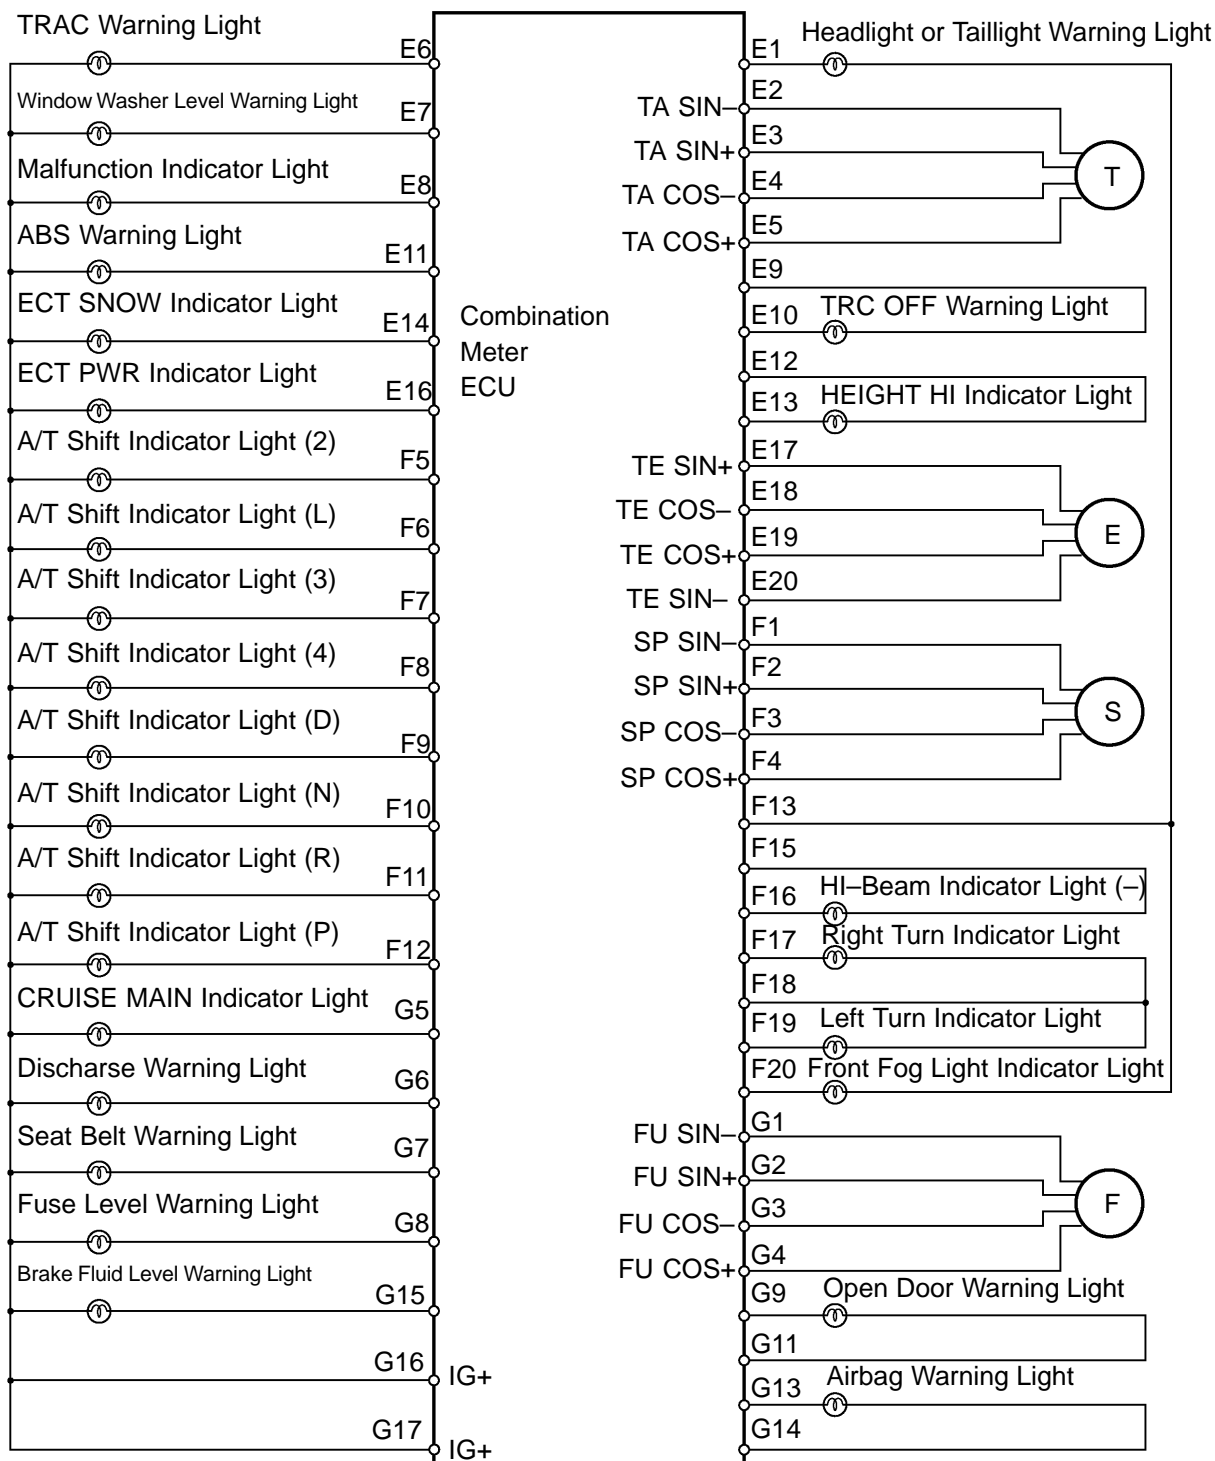 TRAC Warning Light
E6
Window Washer Level Warning Light
E7
Malfunction Indicator Light
E8
ABS Warning Light
E11
ECT SNOW Indicator Light
E14
ECT PWR Indicator Light
E16
A/T Shift Indicator Light (2)
F5
A/T Shift Indicator Light (L)
F6
A/T Shift Indicator Light (3)
F7
A/T Shift Indicator Light (4)
F8
A/T Shift Indicator Light (D)
F9
A/T Shift Indicator Light (N)
F10
A/T Shift Indicator Light (R)
F11
A/T Shift Indicator Light (P)
F12
CRUISE MAIN Indicator Light
G5
Discharse Warning Light
G6
Seat Belt Warning Light
G7
Fuse Level Warning Light
G8
Brake Fluid Level Warning Light
G15
G16
IG+
G17
IG+
Combination
Meter
ECU
E1
Headlight or Taillight Warning Light
TA SIN–
E2
TA SIN+
E3
TA COS–
E4
TA COS+
E5
T
E9
E10
TRC OFF Warning Light
E12
E13
HEIGHT HI Indicator Light
TE SIN+
E17
TE COS–
E18
TE COS+
E19
TE SIN–
E20
E
SP SIN–
F1
SP SIN+
F2
SP COS–
F3
SP COS+
F4
S
F13
F15
F16
HI–Beam Indicator Light (–)
F17
Right Turn Indicator Light
F18
F19
Left Turn Indicator Light
F20
Front Fog Light Indicator Light
FU SIN–
G1
FU SIN+
G2
FU COS–
G3
FU COS+
G4
F
G9
Open Door Warning Light
G11
G13
Airbag Warning Light
G14